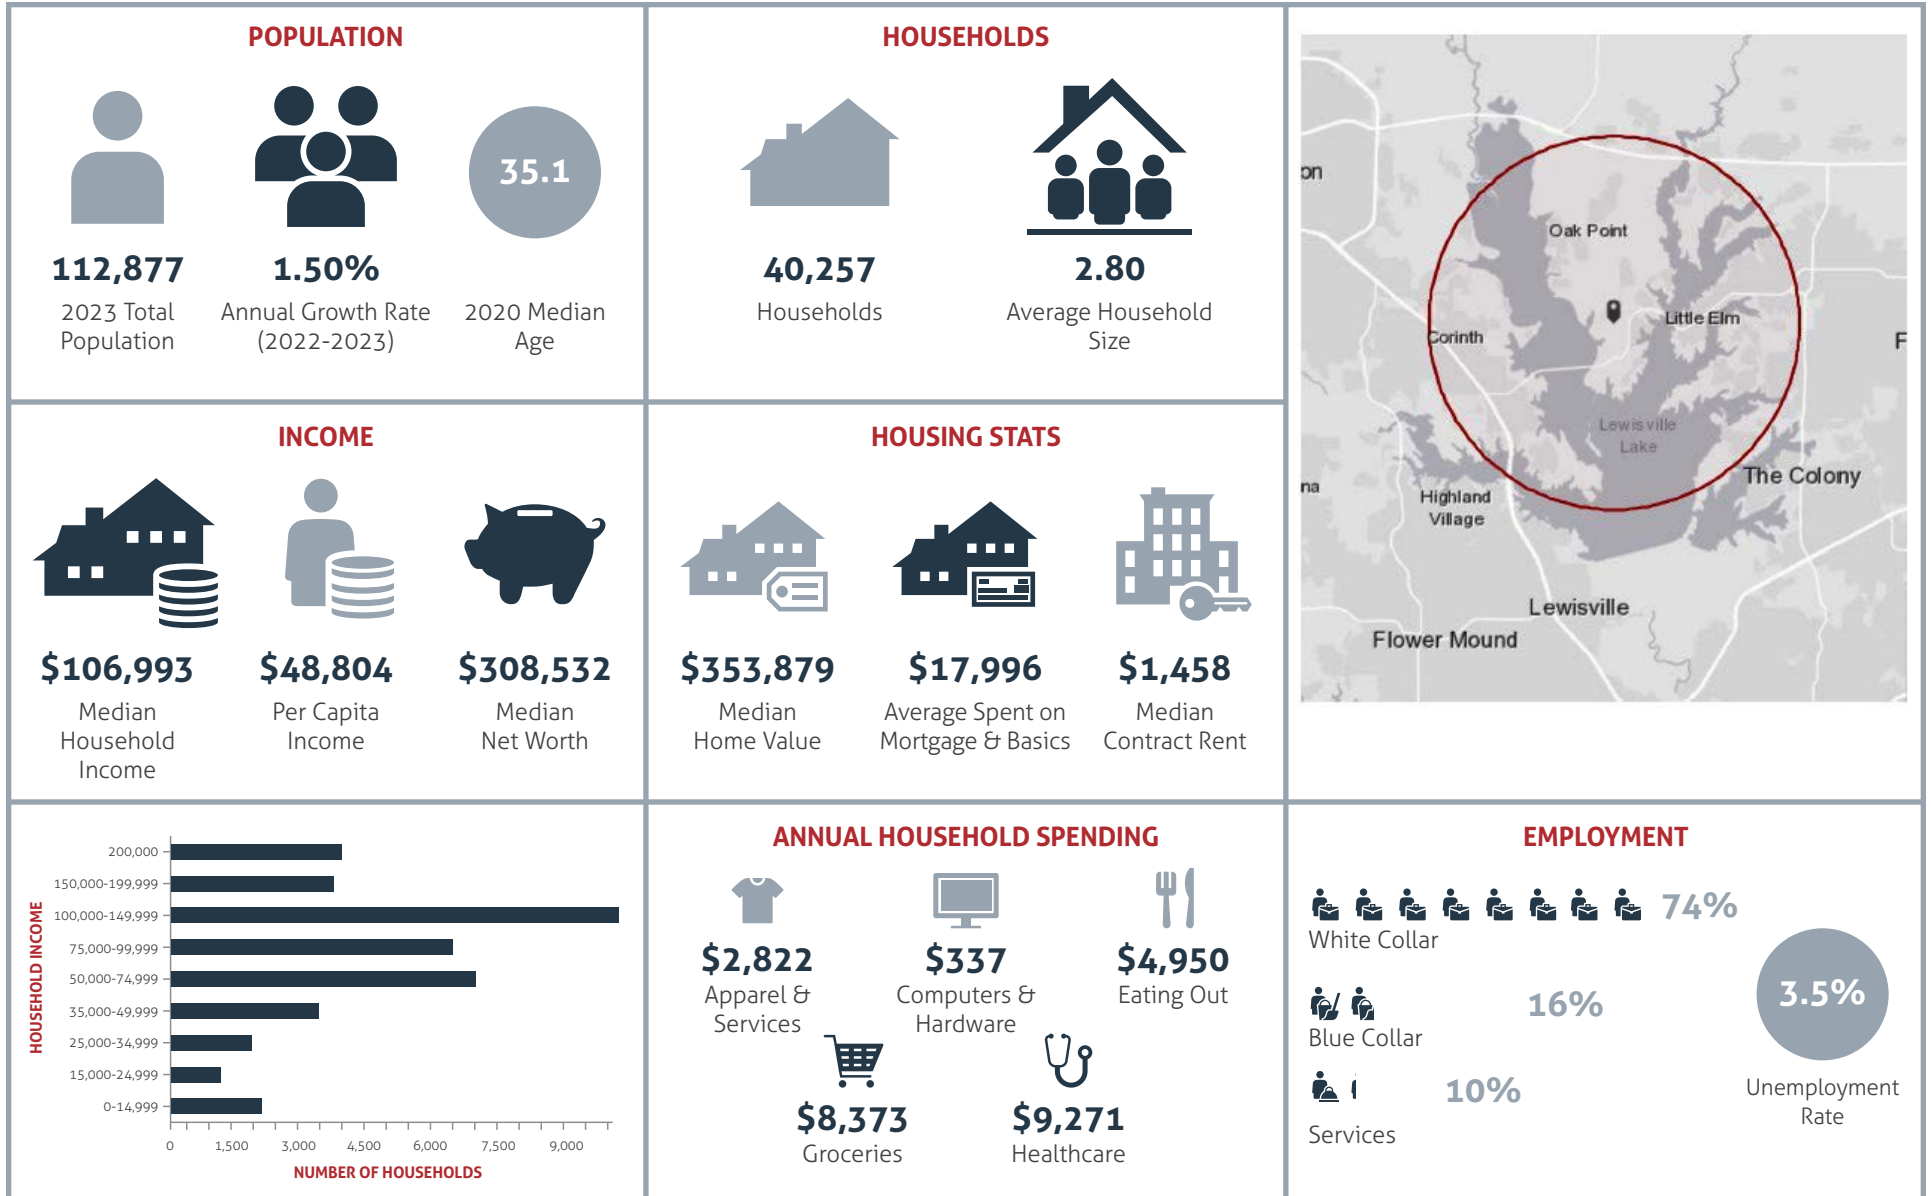 POPULATION
35.1
112,877
2023 Total
Population
1.50%
Annual Growth Rate
(2022-2023)
2020 Median
Age
HOUSEHOLDS
40,257
Households
2.80
Average Household
Size
on
Oak Point
Little Elm
Corinth
F
Lewisville
Lake
The Colony
na
Highland
Village
Lewisville
Flower Mound
INCOME
$106,993
Median
Household
Income
$48,804
Per Capita
Income
$308,532
Median
Net Worth
HOUSING STATS
$353,879
Median
Home Value
$17,996
Average Spent on
Mortgage & Basics
$1,458
Median
Contract Rent
HOUSEHOLD INCOME
200,000
150,000-199,999
100,000-149,999
75,000-99,999
50,000-74,999
35,000-49,999
25,000-34,999
15,000-24,999
0-14,999
0 1,500 3,000 4,500 6,000 7,500 9,000
NUMBER OF HOUSEHOLDS
ANNUAL HOUSEHOLD SPENDING
$2,822
Apparel &
Services
$337
Computers &
Hardware
$4,950
Eating Out
$8,373
Groceries
$9,271
Healthcare
EMPLOYMENT
74%
White Collar
16%
Blue Collar
10%
Services
3.5%
Unemployment
Rate